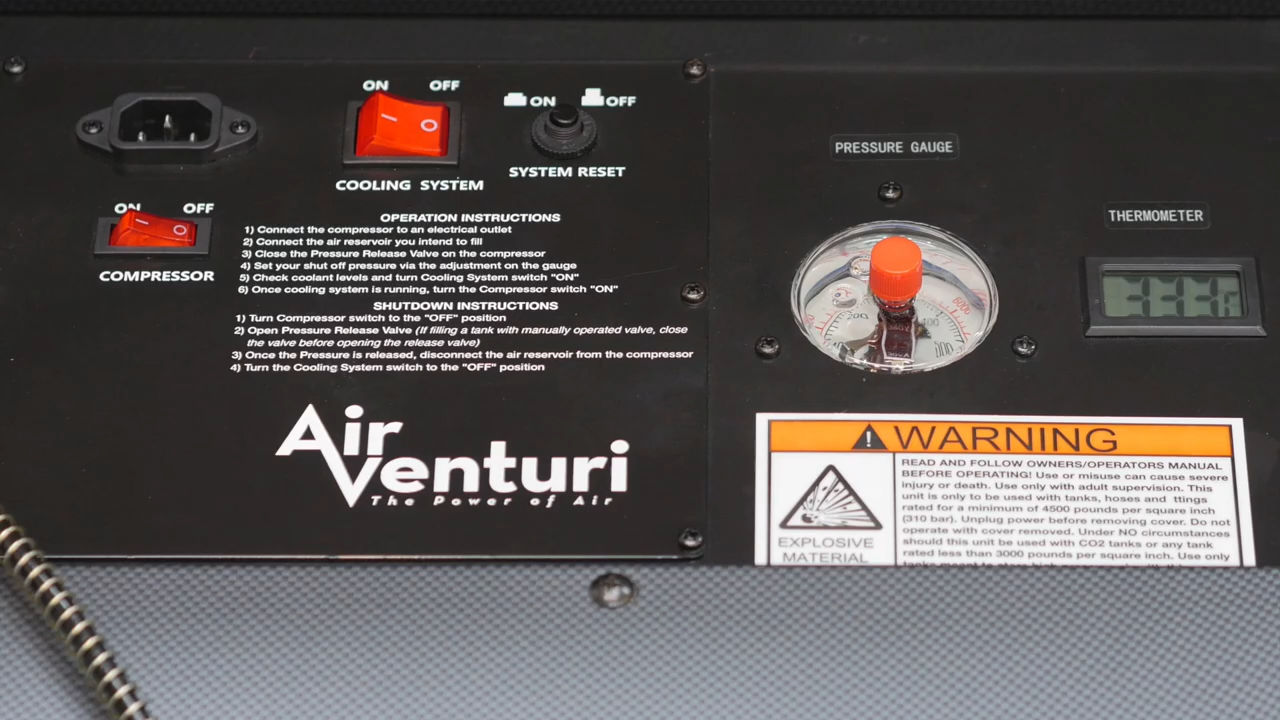 ON OFF
ON OFF
COOLING SYSTEM
SYSTEM RESET
ON OFF
COMPRESSOR
OPERATION INSTRUCTIONS
1) Connect the compressor to an electrical outlet
2) Connect the air reservoir you intend to fill
3) Close the Pressure Release Valve on the compressor
4) Set your shut off pressure via the adjustment on the gauge
5) Check coolant levels and turn Cooling System switch "ON"
6) Once cooling system is running, turn the Compressor switch "ON"
SHUTDOWN INSTRUCTIONS
1) Turn Compressor switch to the "OFF" position
2) Open Pressure Release Valve (If filling a tank with manually operated valve, close
the valve before opening the release valve)
3) Once the Pressure is released, disconnect the air reservoir from the compressor
4) Turn the Cooling System switch to the "OFF" position
Air
Venturi
The Power of Air
PRESSURE GAUGE
THERMOMETER
WARNING
EXPLOSIVE
MATERIAL
READ AND FOLLOW OWNERS/OPERATORS MANUAL
BEFORE OPERATING! Use or misuse can cause severe
injury or death. Use only with adult supervision. This
unit is only to be used with tanks, hoses and ttings
rated for a minimum of 4500 pounds per square inch
(310 bar). Unplug power before removing cover. Do not
operate with cover removed. Under NO circumstances
should this unit be used with CO2 tanks or any tank
rated less than 3000 pounds per square inch. Use only